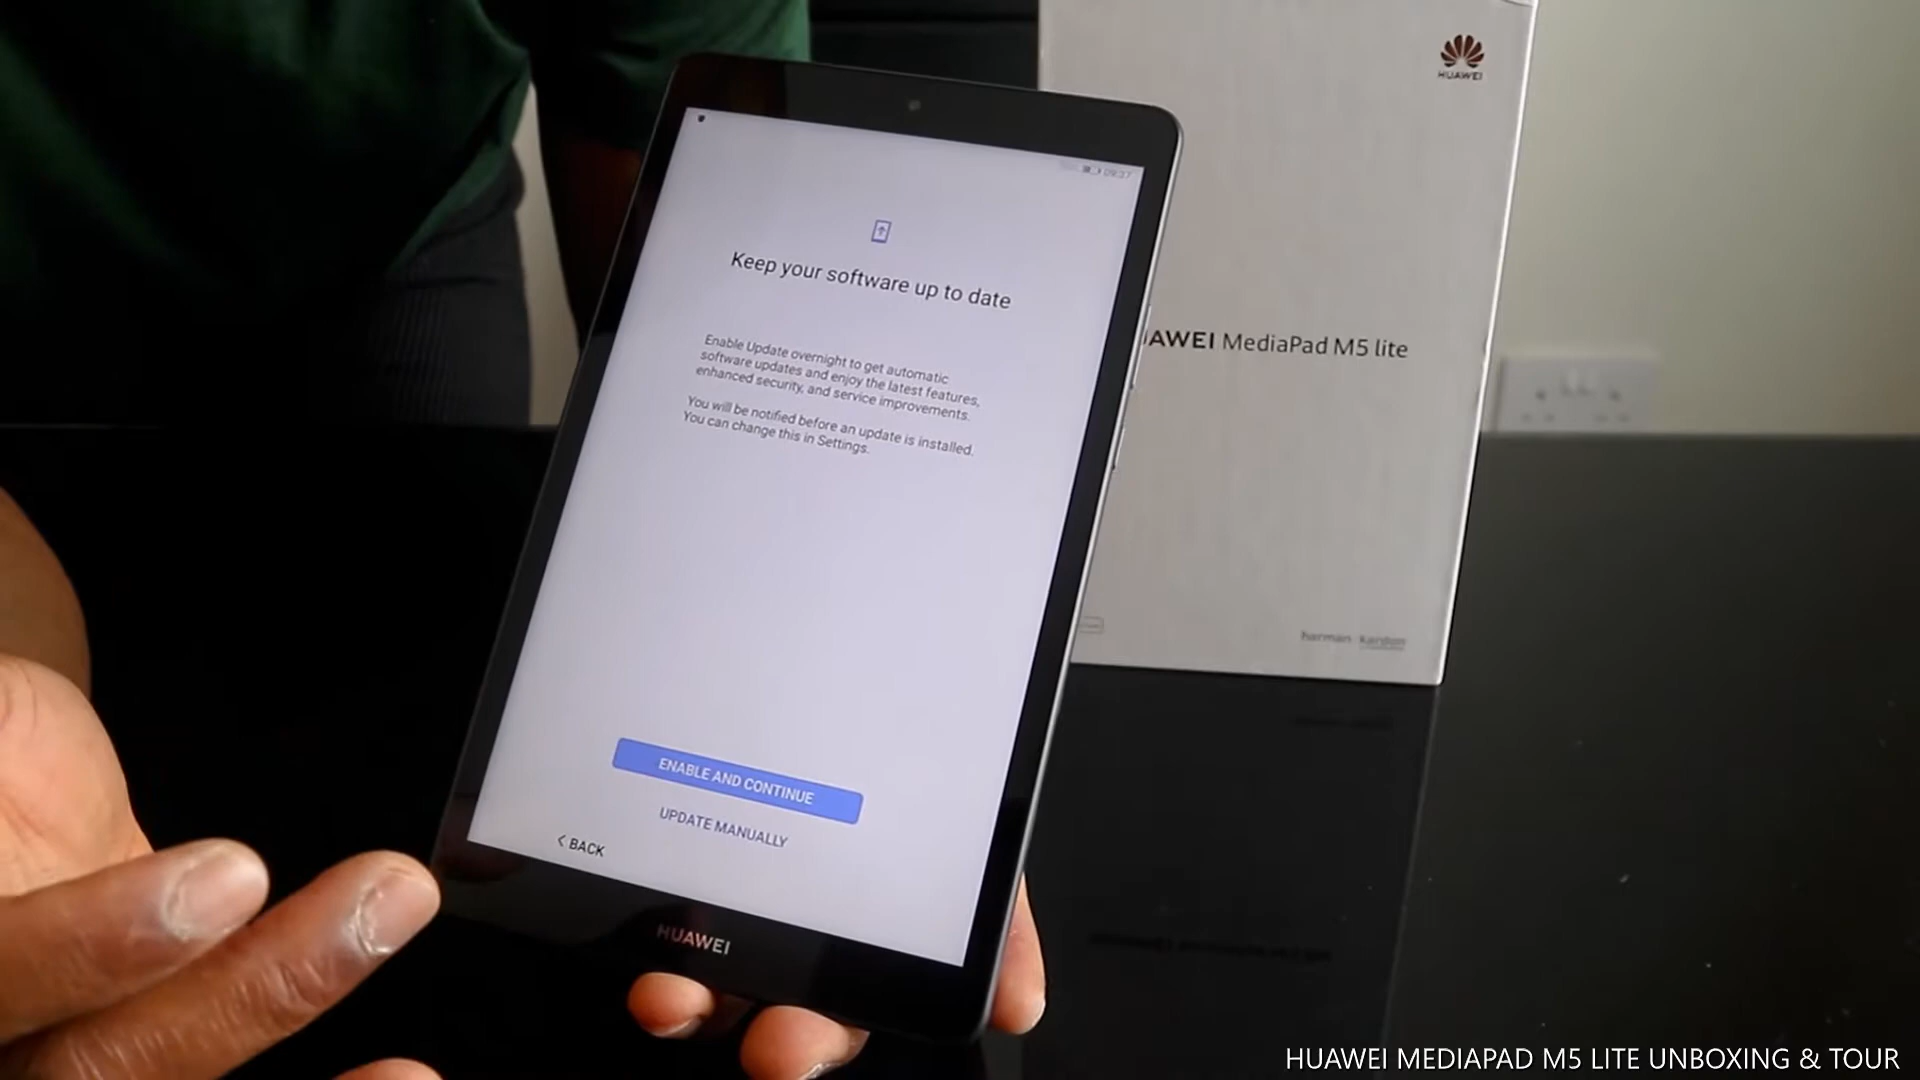 HUAWEI
09:37
Keep your software up to date
Enable Update overnight to get automatic
software updates and enjoy the latest features,
enhanced security, and service improvements.
You will be notified before an update is installed.
You can change this in Settings.
AWEI MediaPad M5 lite
harman kardon
ENABLE AND CONTINUE
UPDATE MANUALLY
< BACK
HUAWEI
HUAWEI MEDIAPAD M5 LITE UNBOXING & TOUR